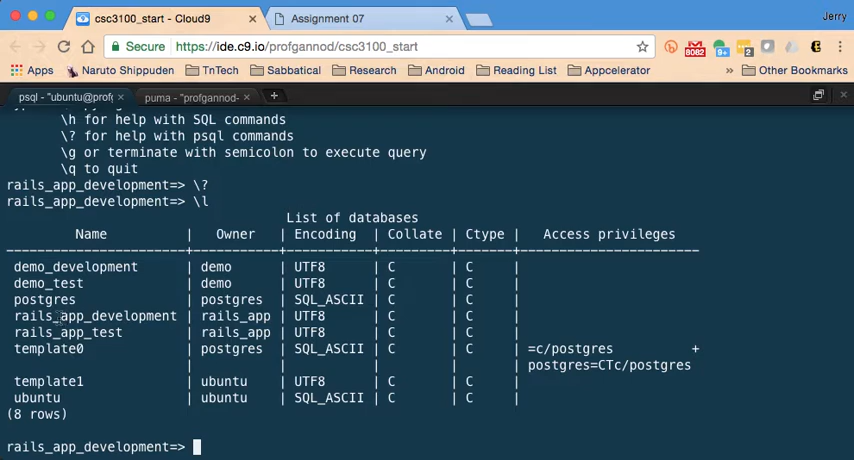 csc3100_start - Cloud9
Assignment 07
Jerry
Secure https://ide.c9.io/profgannod/csc3100_start
8082 9+ 2
Apps Naruto Shippuden TnTech Sabbatical Research Android Reading List Appcelerator » Other Bookmarks
psql - "ubuntu@prof puma - "profgannod-
\h for help with SQL commands
\? for help with psql commands
\g or terminate with semicolon to execute query
\q to quit
rails_app_development=> \?
rails_app_development=> \l
List of databases
Name | Owner | Encoding | Collate | Ctype | Access privileges
demo_development | demo | UTF8 | C | C |
demo_test | demo | UTF8 | C | C |
postgres | postgres | SQL_ASCII | C | C |
rails_app_development | rails_app | UTF8 | C | C |
rails_app_test | rails_app | UTF8 | C | C |
template0 | postgres | SQL_ASCII | C | C | =c/postgres +
| | | | | postgres=CTc/postgres
template1 | ubuntu | UTF8 | C | C |
ubuntu | ubuntu | SQL_ASCII | C | C |
(8 rows)
rails_app_development=>